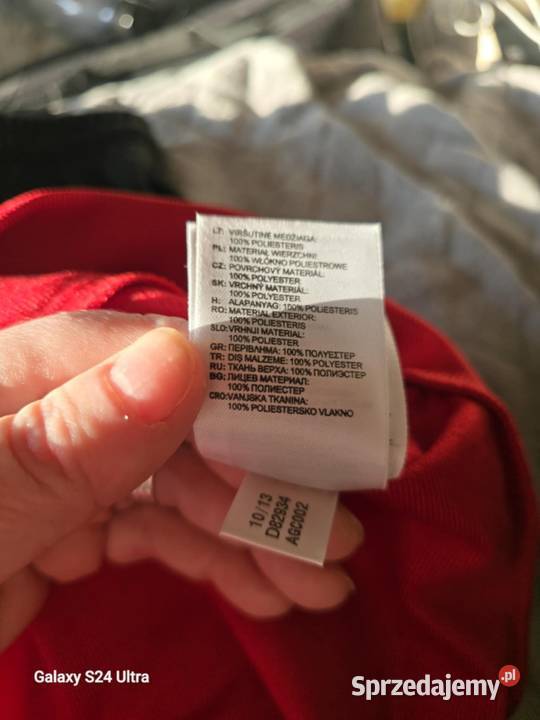 LT: VIRŠUTINE MEDŽIAGA:
100% POLIESTERIS
PL: MATERIAŁ WIERZCHNI
100% WŁÓKNO POLIESTROWE
CZ: POVRCHOVÝ MATERIÁL:
100% POLYESTER
SK: VRCHNÝ MATERIÁL:
100% POLYESTER
H: ALAPANYAG: 100% POLIESTERIS
RO: MATERIAL EXTERIOR:
100% POLIESTERIS
SLO: VRHNJI MATERIAL:
100% POLIESTER
GR: ΠΕΡΙΒΛΗΜΑ: 100% ΠΟΛΥΕΣΤΕΡ
TR: DIŞ MALZEME: 100% POLYESTER
RU: ТКАНЬ ВЕРХА: 100% ПОЛИЭСТЕР
BG: ЛИЦЕВ МАТЕРИАЛ:
100% ПОЛИЕСТЕР
CRO: VANJSKA TKANINA:
100% POLIESTERSKO VLAKNO
10/13
D82934
AGC002
Galaxy S24 Ultra
Sprzedajemy.pl